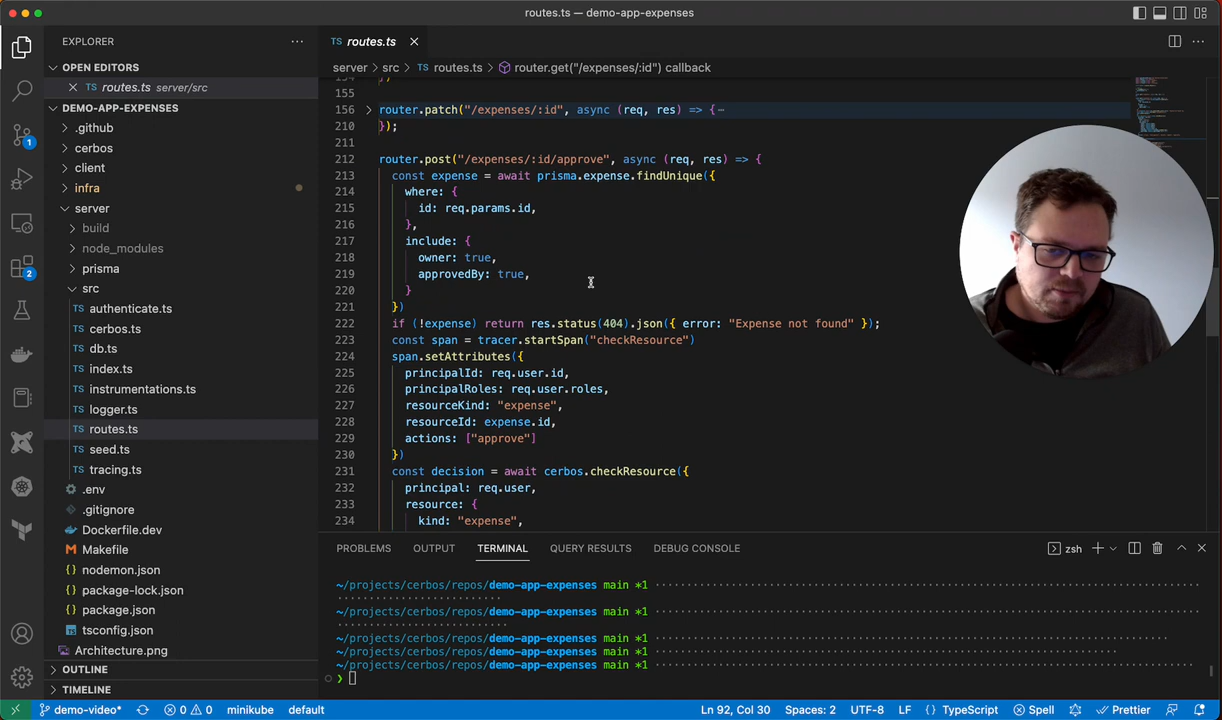 routes.ts — demo-app-expenses
EXPLORER
TS routes.ts
OPEN EDITORS
TS routes.ts server/src
DEMO-APP-EXPENSES
.github
cerbos
client
infra
server
build
node_modules
prisma
src
TS authenticate.ts
TS cerbos.ts
TS db.ts
TS index.ts
TS instrumentations.ts
TS logger.ts
TS routes.ts
TS seed.ts
TS tracing.ts
.env
.gitignore
Dockerfile.dev
Makefile
nodemon.json
package-lock.json
package.json
tsconfig.json
Architecture.png
OUTLINE
TIMELINE
1
2
server > src > TS routes.ts > router.get("/expenses/:id") callback
154 })
155
156 router.patch("/expenses/:id", async (req, res) => {…
210 });
211
212 router.post("/expenses/:id/approve", async (req, res) => {
213 const expense = await prisma.expense.findUnique({
214 where: {
215 id: req.params.id,
216 },
217 include: {
218 owner: true,
219 approvedBy: true,
220 }
221 })
222 if (!expense) return res.status(404).json({ error: "Expense not found" });
223 const span = tracer.startSpan("checkResource")
224 span.setAttributes({
225 principalId: req.user.id,
226 principalRoles: req.user.roles,
227 resourceKind: "expense",
228 resourceId: expense.id,
229 actions: ["approve"]
230 })
231 const decision = await cerbos.checkResource({
232 principal: req.user,
233 resource: {
234 kind: "expense",
PROBLEMS OUTPUT TERMINAL QUERY RESULTS DEBUG CONSOLE
zsh
~/projects/cerbos/repos/demo-app-expenses main *1
~/projects/cerbos/repos/demo-app-expenses main *1
~/projects/cerbos/repos/demo-app-expenses main *1
~/projects/cerbos/repos/demo-app-expenses main *1
~/projects/cerbos/repos/demo-app-expenses main *1
❯
demo-video* 0 0 minikube default
Ln 92, Col 30 Spaces: 2 UTF-8 LF {} TypeScript Spell Prettier